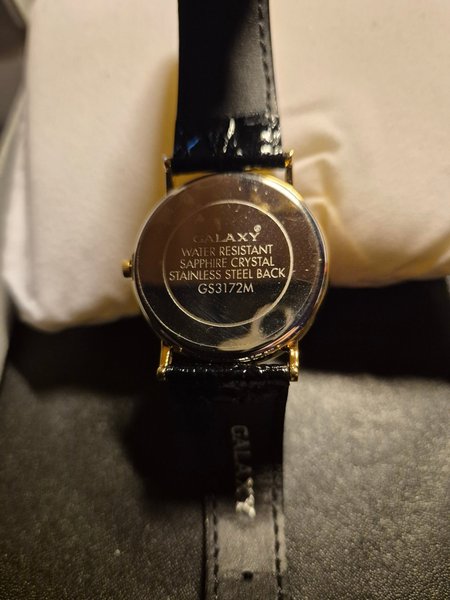 GALAXY®
WATER RESISTANT
SAPPHIRE CRYSTAL
STAINLESS STEEL BACK
GS3172M
GALAXY